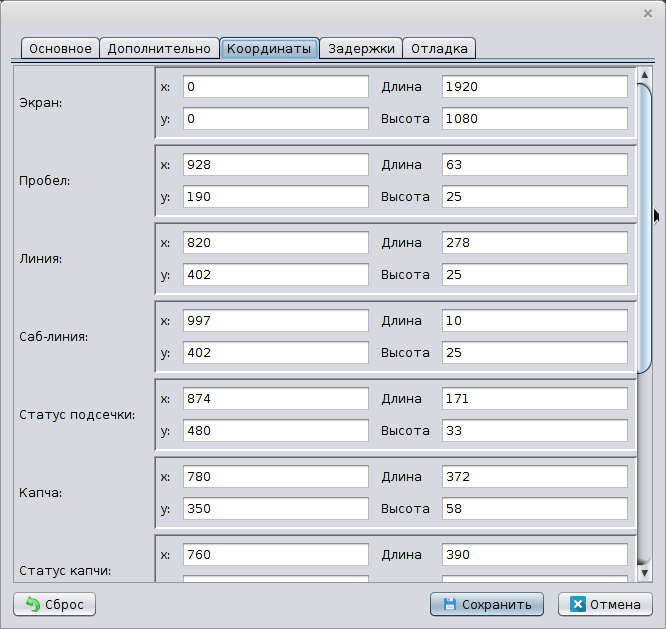 Основное Дополнительно Координаты Задержки Отладка
Экран:
x: 0 Длина 1920
y: 0 Высота 1080
Пробел:
x: 928 Длина 63
y: 190 Высота 25
Линия:
x: 820 Длина 278
y: 402 Высота 25
Саб-линия:
x: 997 Длина 10
y: 402 Высота 25
Статус подсечки:
x: 874 Длина 171
y: 480 Высота 33
Капча:
x: 780 Длина 372
y: 350 Высота 58
Статус капчи:
x: 760 Длина 390
Сброс Сохранить Отмена